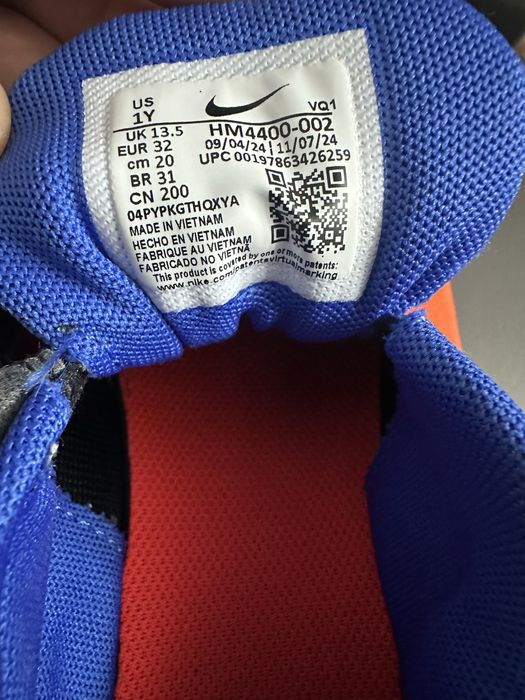 US
1Y
VQ1
UK 13.5
HM4400-002
EUR 32
09/04/24 | 11/07/24
cm 20
UPC 00197863426259
BR 31
CN 200
04PYPKGTHQXYA
MADE IN VIETNAM
HECHO EN VIETNAM
FABRIQUE AU VIETNAM
FABRICADO NO VIETNÃ
This product is covered by one or more patents:
www.nike.com/patentsvirtualmarking